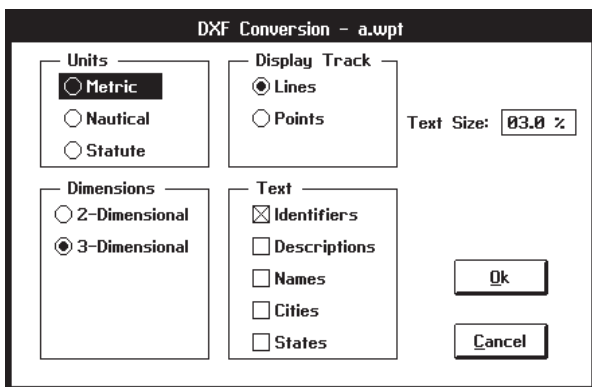 DXF Conversion - a.wpt
Units
Metric
Nautical
Statute
Display Track
Lines
Points
Text Size: 03.0 %
Dimensions
2-Dimensional
3-Dimensional
Text
Identifiers
Descriptions
Names
Cities
States
Ok
Cancel